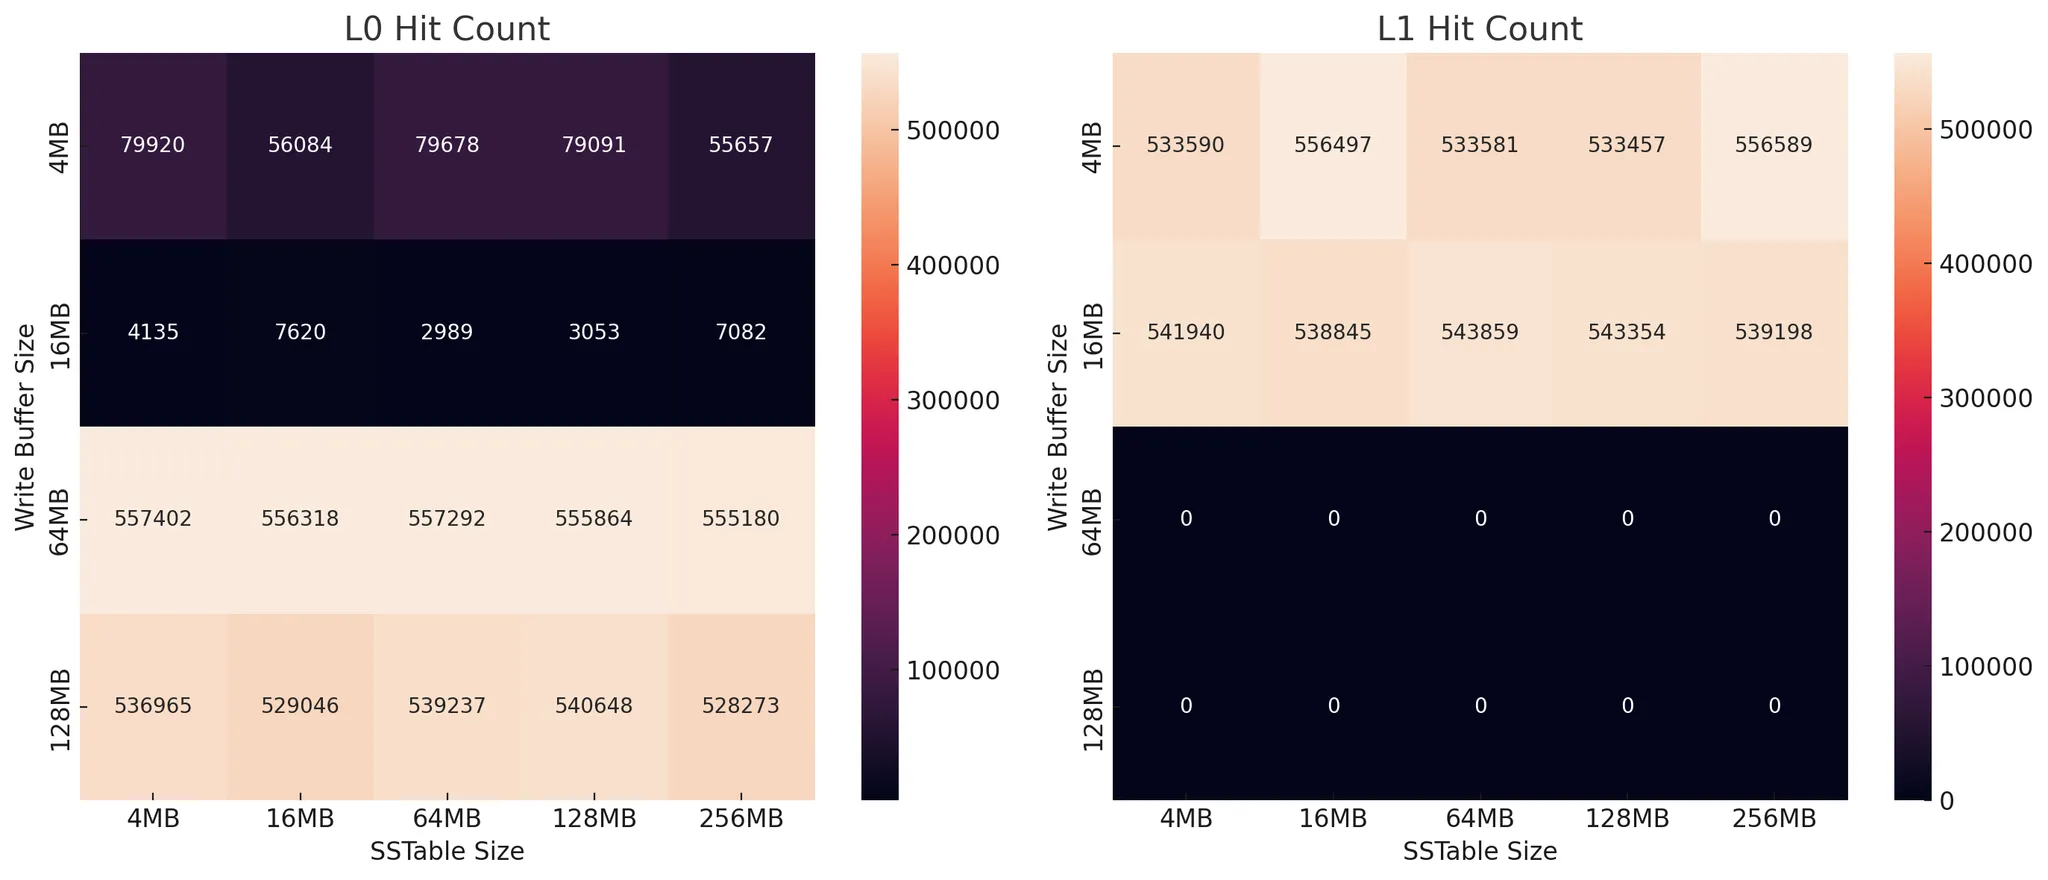 L0 Hit Count
Write Buffer Size
4MB
79920 56084 79678 79091 55657
16MB
4135 7620 2989 3053 7082
64MB
557402 556318 557292 555864 555180
128MB
536965 529046 539237 540648 528273
4MB 16MB 64MB 128MB 256MB
SSTable Size
500000
400000
300000
200000
100000
L1 Hit Count
Write Buffer Size
4MB
533590 556497 533581 533457 556589
16MB
541940 538845 543859 543354 539198
64MB
0 0 0 0 0
128MB
0 0 0 0 0
4MB 16MB 64MB 128MB 256MB
SSTable Size
500000
400000
300000
200000
100000
0